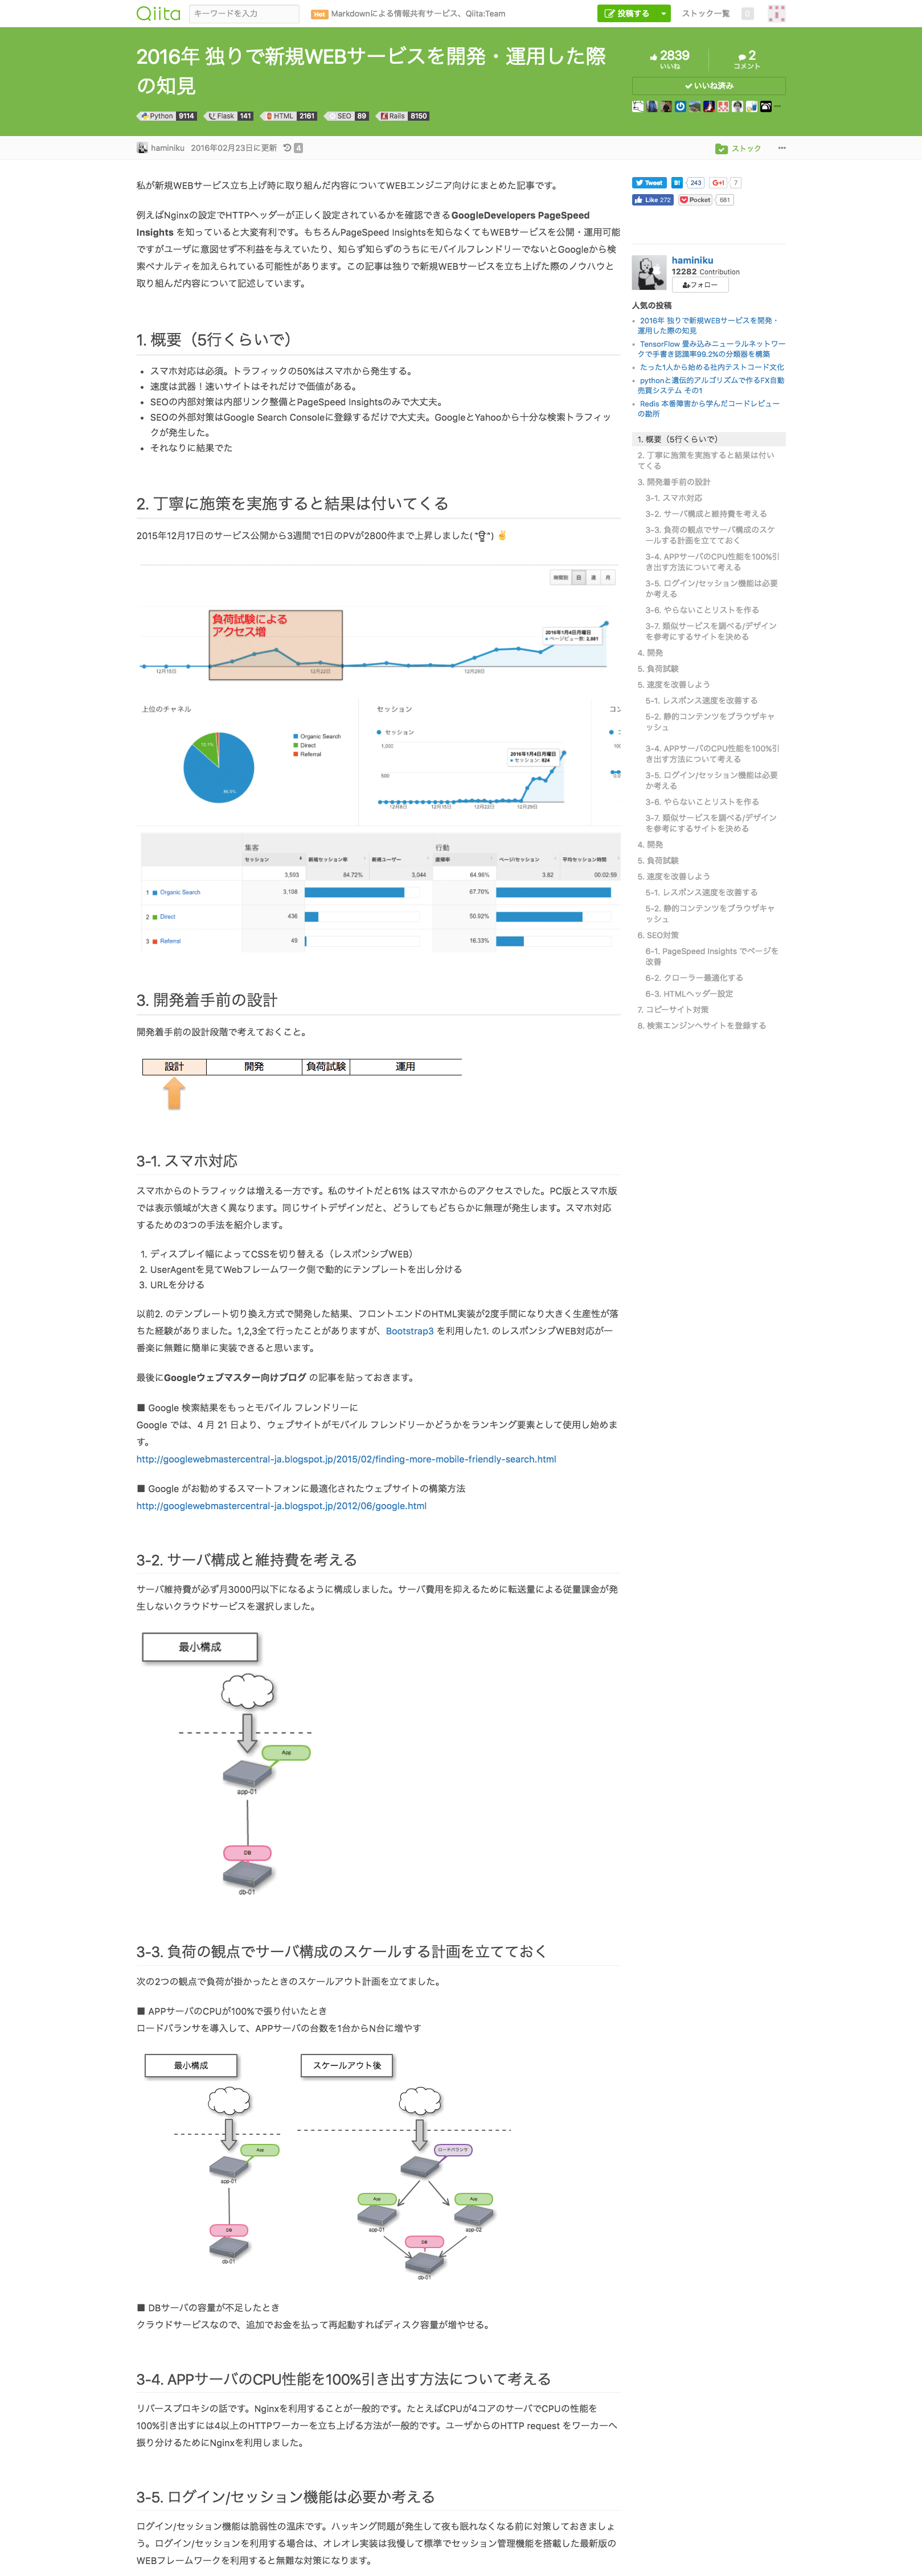 Qiita
キーワードを入力
Hot Markdownによる情報共有サービス、Qiita:Team
投稿する
ストック一覧
0
2016年 独りで新規WEBサービスを開発・運用した際
の知見
2839
いいね
2
コメント
いいね済み
Python 9114 Flask 141 HTML 2161 SEO 89 Rails 8150
haminiku 2016年02月23日に更新 4
ストック
私が新規WEBサービス立ち上げ時に取り組んだ内容についてWEBエンジニア向けにまとめた記事です。
例えばNginxの設定でHTTPヘッダーが正しく設定されているかを確認できるGoogleDevelopers PageSpeed
Insights を知っていると大変有利です。もちろんPageSpeed Insightsを知らなくてもWEBサービスを公開・運用可能
ですがユーザに意図せず不利益を与えていたり、知らず知らずのうちにモバイルフレンドリーでないとGoogleから検
索ペナルティを加えられている可能性があります。この記事は独りで新規WEBサービスを立ち上げた際のノウハウと
取り組んだ内容について記述しています。
1. 概要（5行くらいで）
スマホ対応は必須。トラフィックの50%はスマホから発生する。
速度は武器！速いサイトはそれだけで価値がある。
SEOの内部対策は内部リンク整備とPageSpeed Insightsのみで大丈夫。
SEOの外部対策はGoogle Search Consoleに登録するだけで大丈夫。GoogleとYahooから十分な検索トラフィッ
クが発生した。
それなりに結果でた
2. 丁寧に施策を実施すると結果は付いてくる
2015年12月17日のサービス公開から3週間で1日のPVが2800件まで上昇しました
時間別 日 週 月
負荷試験による
アクセス増
2016年1月4日月曜日
ページビュー数: 2,881
12月15日 12月22日 12月29日
上位のチャネル
Organic Search
Direct
Referral
12.1%
86.6%
セッション
セッション
1,000
500
2016年1月4日月曜日
セッション: 824
12月8日 12月15日 12月22日 12月29日
コン
集客 行動
セッション 新規セッション率 新規ユーザー 直帰率 ページ/セッション 平均セッション時間
3,593 84.72% 3,044 64.96% 3.82 00:02:59
1 Organic Search 3,108 67.70%
2 Direct 436 50.92%
3 Referral 49 16.33%
3. 開発着手前の設計
開発着手前の設計段階で考えておくこと。
設計 開発 負荷試験 運用
3-1. スマホ対応
スマホからのトラフィックは増える一方です。私のサイトだと61% はスマホからのアクセスでした。PC版とスマホ版
では表示領域が大きく異なります。同じサイトデザインだと、どうしてもどちらかに無理が発生します。スマホ対応
するための3つの手法を紹介します。
1. ディスプレイ幅によってCSSを切り替える（レスポンシブWEB）
2. UserAgentを見てWebフレームワーク側で動的にテンプレートを出し分ける
3. URLを分ける
以前2. のテンプレート切り換え方式で開発した結果、フロントエンドのHTML実装が2度手間になり大きく生産性が落
ちた経験がありました。1,2,3全て行ったことがありますが、Bootstrap3 を利用した1. のレスポンシブWEB対応が一
番楽に無難に簡単に実装できると思います。
最後にGoogleウェブマスター向けブログ の記事を貼っておきます。
■ Google 検索結果をもっとモバイル フレンドリーに
Google では、4 月 21 日より、ウェブサイトがモバイル フレンドリーかどうかをランキング要素として使用し始めま
す。
http://googlewebmastercentral-ja.blogspot.jp/2015/02/finding-more-mobile-friendly-search.html
■ Google がお勧めするスマートフォンに最適化されたウェブサイトの構築方法
http://googlewebmastercentral-ja.blogspot.jp/2012/06/google.html
3-2. サーバ構成と維持費を考える
サーバ維持費が必ず月3000円以下になるように構成しました。サーバ費用を抑えるために転送量による従量課金が発
生しないクラウドサービスを選択しました。
最小構成
App
app-01
DB
db-01
3-3. 負荷の観点でサーバ構成のスケールする計画を立てておく
次の2つの観点で負荷が掛かったときのスケールアウト計画を立てました。
■ APPサーバのCPUが100%で張り付いたとき
ロードバランサを導入して、APPサーバの台数を1台からN台に増やす
最小構成
App
app-01
DB
db-01
スケールアウト後
ロードバランサ
App App
app-01 app-02
DB
db-01
■ DBサーバの容量が不足したとき
クラウドサービスなので、追加でお金を払って再起動すればディスク容量が増やせる。
3-4. APPサーバのCPU性能を100%引き出す方法について考える
リバースプロキシの話です。Nginxを利用することが一般的です。たとえばCPUが4コアのサーバでCPUの性能を
100%引き出すには4以上のHTTPワーカーを立ち上げる方法が一般的です。ユーザからのHTTP request をワーカーへ
振り分けるためにNginxを利用しました。
3-5. ログイン/セッション機能は必要か考える
ログイン/セッション機能は脆弱性の温床です。ハッキング問題が発生して夜も眠れなくなる前に対策しておきましょ
う。ログイン/セッションを利用する場合は、オレオレ実装は我慢して標準でセッション管理機能を搭載した最新版の
WEBフレームワークを利用すると無難な対策になります。
Tweet B! 243 G+1 7
Like 272 Pocket 681
haminiku
12282 Contribution
フォロー
人気の投稿
2016年 独りで新規WEBサービスを開発・
運用した際の知見
TensorFlow 畳み込みニューラルネットワー
クで手書き認識率99.2%の分類器を構築
たった1人から始める社内テストコード文化
pythonと遺伝的アルゴリズムで作るFX自動
売買システム その1
Redis 本番障害から学んだコードレビュー
の勘所
1. 概要（5行くらいで）
2. 丁寧に施策を実施すると結果は付い
てくる
3. 開発着手前の設計
3-1. スマホ対応
3-2. サーバ構成と維持費を考える
3-3. 負荷の観点でサーバ構成のスケ
ールする計画を立てておく
3-4. APPサーバのCPU性能を100%引
き出す方法について考える
3-5. ログイン/セッション機能は必要
か考える
3-6. やらないことリストを作る
3-7. 類似サービスを調べる/デザイン
を参考にするサイトを決める
4. 開発
5. 負荷試験
5. 速度を改善しよう
5-1. レスポンス速度を改善する
5-2. 静的コンテンツをブラウザキャ
ッシュ
3-4. APPサーバのCPU性能を100%引
き出す方法について考える
3-5. ログイン/セッション機能は必要
か考える
3-6. やらないことリストを作る
3-7. 類似サービスを調べる/デザイン
を参考にするサイトを決める
4. 開発
5. 負荷試験
5. 速度を改善しよう
5-1. レスポンス速度を改善する
5-2. 静的コンテンツをブラウザキャ
ッシュ
6. SEO対策
6-1. PageSpeed Insights でページを
改善
6-2. クローラー最適化する
6-3. HTMLヘッダー設定
7. コピーサイト対策
8. 検索エンジンへサイトを登録する